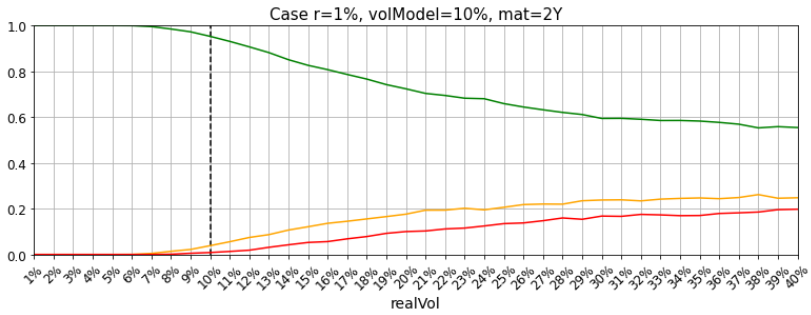 Case r=1%, volModel=10%, mat=2Y
1.0
0.8
0.6
0.4
0.2
0.0
1% 2% 3% 4% 5% 6% 7% 8% 9% 10% 11% 12% 13% 14% 15% 16% 17% 18% 19% 20% 21% 22% 23% 24% 25% 26% 27% 28% 29% 30% 31% 32% 33% 34% 35% 36% 37% 38% 39% 40%
realVol